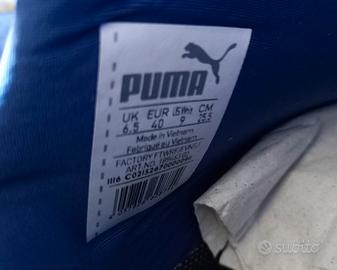 PUMA
UK EUR US Wns CM
6.5 40 9 25.5
Made in Vietnam
Fabriqué au Vietnam
FACTORY
ART.NO.
subito